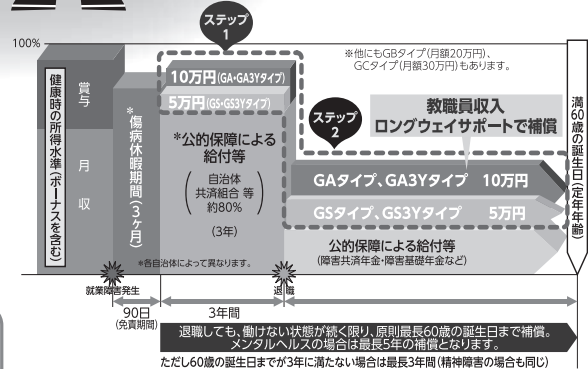 ステップ
1
100%
※他にもGBタイプ(月額20万円)、
GCタイプ(月額30万円)もあります。
健康時の所得水準(ボーナスを含む)
賞与
月収
*傷病休暇期間(3ヶ月)
10万円(GA・GA3Yタイプ)
5万円(GS・GS3Yタイプ)
*公的保障による
給付等
自治体
共済組合 等
約80%
(3年)
*各自治体によって異なります。
ステップ
2
教職員収入
ロングウェイサポートで補償
GAタイプ、GA3Yタイプ 10万円
GSタイプ、GS3Yタイプ 5万円
公的保障による給付等
(障害共済年金・障害基礎年金など)
満60歳の誕生日(定年年齢)
就業障害発生
退職
90日
(免責期間)
3年間
退職しても、働けない状態が続く限り、原則最長60歳の誕生日まで補償。
メンタルヘルスの場合は最長5年の補償となります。
ただし60歳の誕生日までが3年に満たない場合は最長3年間(精神障害の場合も同じ)